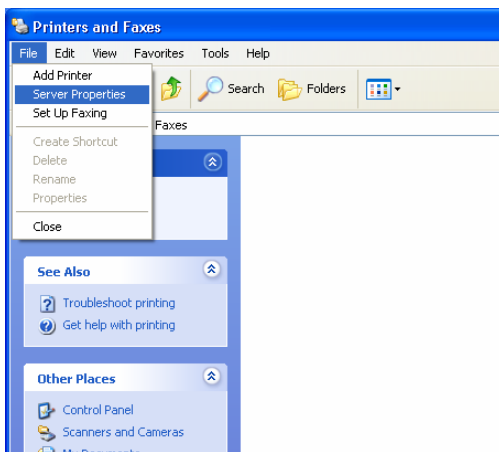 Printers and Faxes
File Edit View Favorites Tools Help
Add Printer
Server Properties
Search Folders
Set Up Faxing
Faxes
Create Shortcut
Delete
Rename
Properties
Close
See Also
Troubleshoot printing
Get help with printing
Other Places
Control Panel
Scanners and Cameras